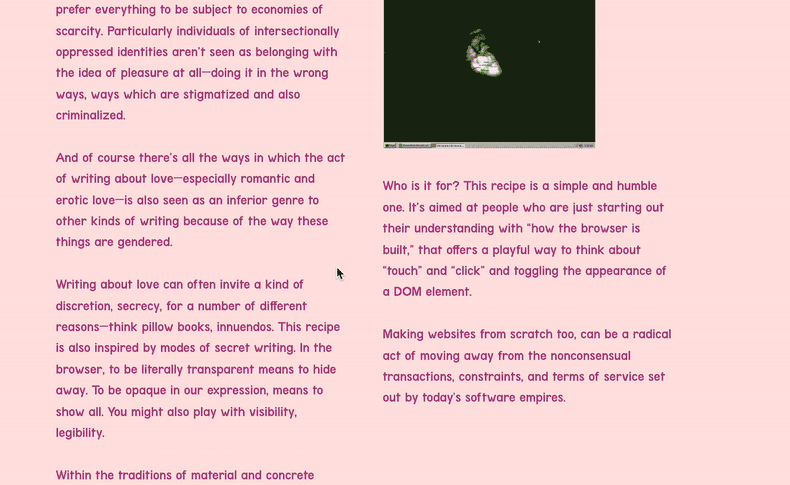 prefer everything to be subject to economies of
scarcity. Particularly individuals of intersectionally
oppressed identities aren't seen as belonging with
the idea of pleasure at all—doing it in the wrong
ways, ways which are stigmatized and also
criminalized.
And of course there's all the ways in which the act
of writing about love—especially romantic and
erotic love—is also seen as an inferior genre to
other kinds of writing because of the way these
things are gendered.
Writing about love can often invite a kind of
discretion, secrecy, for a number of different
reasons—think pillow books, innuendos. This recipe
is also inspired by modes of secret writing. In the
browser, to be literally transparent means to hide
away. To be opaque in our expression, means to
show all. You might also play with visibility,
legibility.
Within the traditions of material and concrete
Who is it for? This recipe is a simple and humble
one. It's aimed at people who are just starting out
their understanding with "how the browser is
built," that offers a playful way to think about
"touch" and "click" and toggling the appearance of
a DOM element.
Making websites from scratch too, can be a radical
act of moving away from the nonconsensual
transactions, constraints, and terms of service set
out by today's software empires.